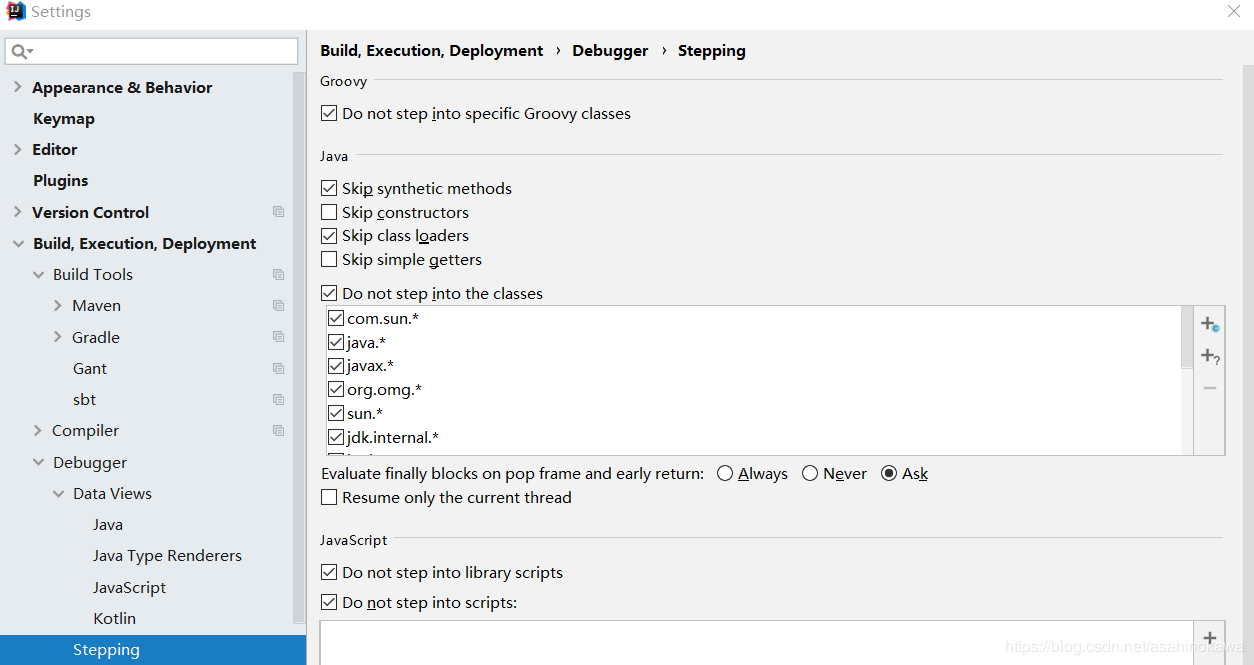 Settings
Appearance & Behavior
Keymap
Editor
Plugins
Version Control
Build, Execution, Deployment
Build Tools
Maven
Gradle
Gant
sbt
Compiler
Debugger
Data Views
Java
Java Type Renderers
JavaScript
Kotlin
Stepping
Build, Execution, Deployment › Debugger › Stepping
Groovy
Do not step into specific Groovy classes
Java
Skip synthetic methods
Skip constructors
Skip class loaders
Skip simple getters
Do not step into the classes
com.sun.*
java.*
javax.*
org.omg.*
sun.*
jdk.internal.*
Evaluate finally blocks on pop frame and early return: Always Never Ask
Resume only the current thread
JavaScript
Do not step into library scripts
Do not step into scripts:
https://blog.csdn.net/asahinokawa